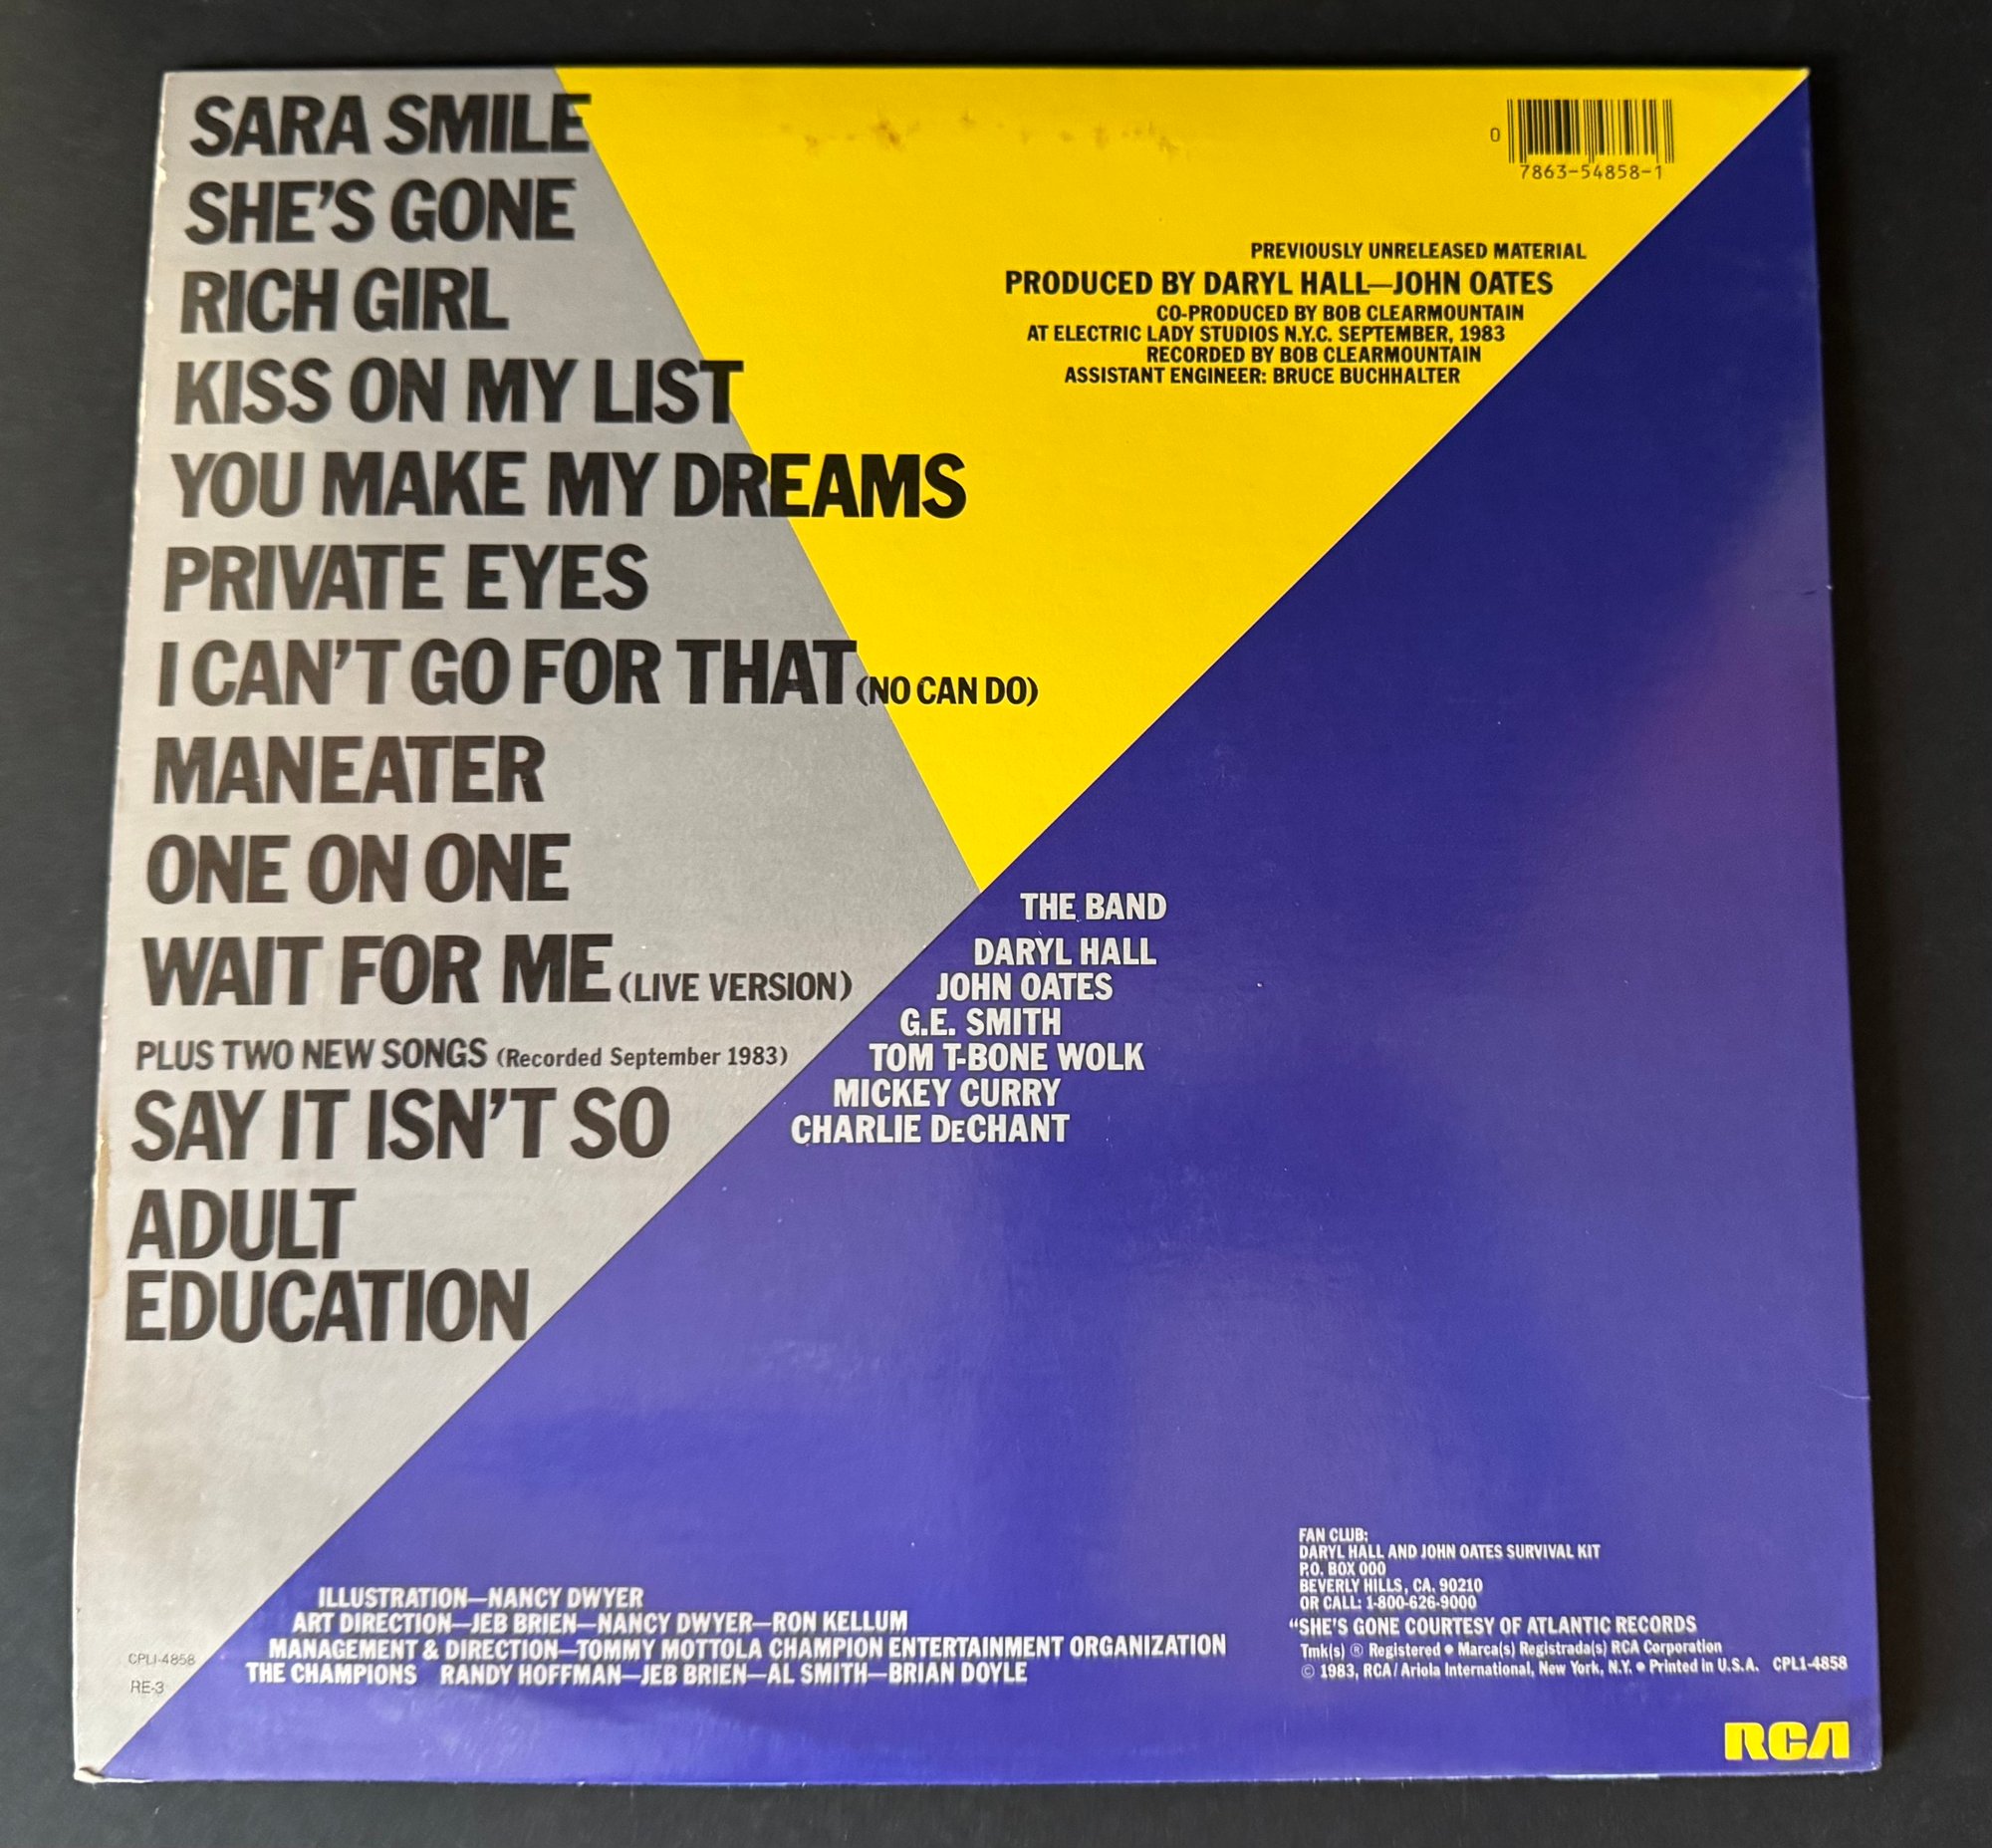 SARA SMILE
SHE'S GONE
RICH GIRL
KISS ON MY LIST
YOU MAKE MY DREAMS
PRIVATE EYES
I CAN'T GO FOR THAT (NO CAN DO)
MANEATER
ONE ON ONE
WAIT FOR ME (LIVE VERSION)
PLUS TWO NEW SONGS (Recorded September 1983)
SAY IT ISN'T SO
ADULT
EDUCATION
0
7863-54858-1
PREVIOUSLY UNRELEASED MATERIAL
PRODUCED BY DARYL HALL—JOHN OATES
CO-PRODUCED BY BOB CLEARMOUNTAIN
AT ELECTRIC LADY STUDIOS N.Y.C. SEPTEMBER, 1983
RECORDED BY BOB CLEARMOUNTAIN
ASSISTANT ENGINEER: BRUCE BUCHHALTER
THE BAND
DARYL HALL
JOHN OATES
G.E. SMITH
TOM T-BONE WOLK
MICKEY CURRY
CHARLIE DeCHANT
ILLUSTRATION—NANCY DWYER
ART DIRECTION—JEB BRIEN—NANCY DWYER—RON KELLUM
MANAGEMENT & DIRECTION—TOMMY MOTTOLA CHAMPION ENTERTAINMENT ORGANIZATION
THE CHAMPIONS RANDY HOFFMAN—JEB BRIEN—AL SMITH—BRIAN DOYLE
CPL1-4858
RE-3
FAN CLUB:
DARYL HALL AND JOHN OATES SURVIVAL KIT
P.O. BOX 000
BEVERLY HILLS, CA. 90210
OR CALL: 1-800-626-9000
"SHE'S GONE COURTESY OF ATLANTIC RECORDS
Tmk(s) ® Registered • Marca(s) Registrada(s) RCA Corporation
© 1983, RCA/Ariola International, New York, N.Y. • Printed in U.S.A. CPL1-4858
RCA